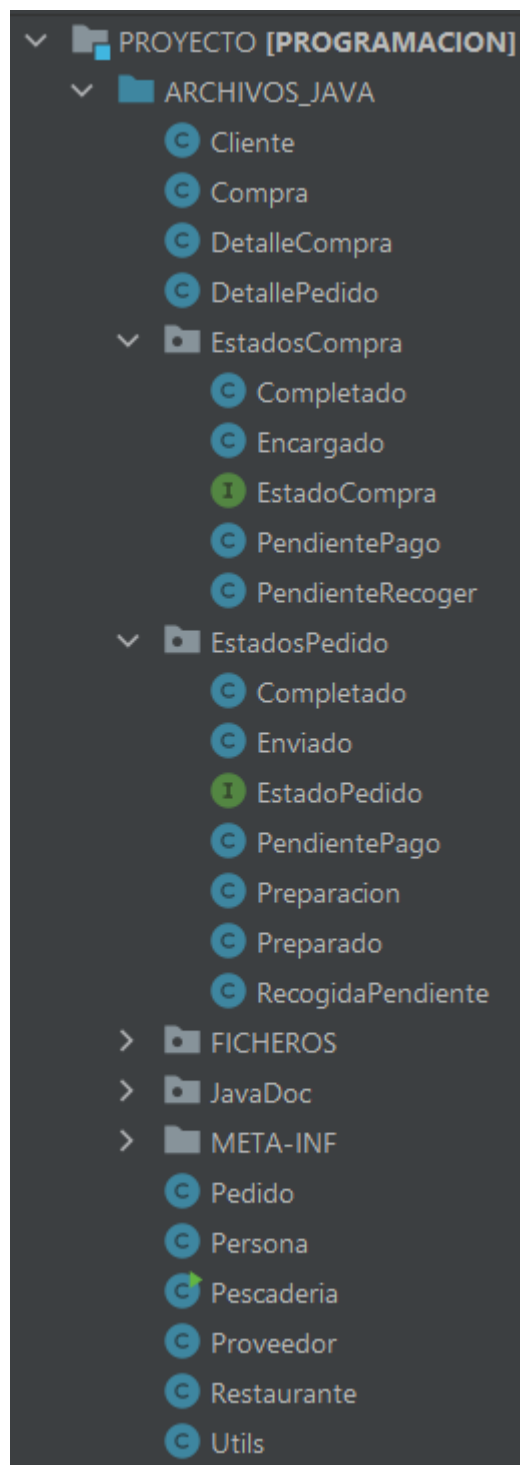 PROYECTO [PROGRAMACION]
ARCHIVOS_JAVA
C Cliente
C Compra
C DetalleCompra
C DetallePedido
EstadosCompra
C Completado
C Encargado
I EstadoCompra
C PendientePago
C PendienteRecoger
EstadosPedido
C Completado
C Enviado
I EstadoPedido
C PendientePago
C Preparacion
C Preparado
C RecogidaPendiente
FICHEROS
JavaDoc
META-INF
C Pedido
C Persona
C Pescaderia
C Proveedor
C Restaurante
C Utils